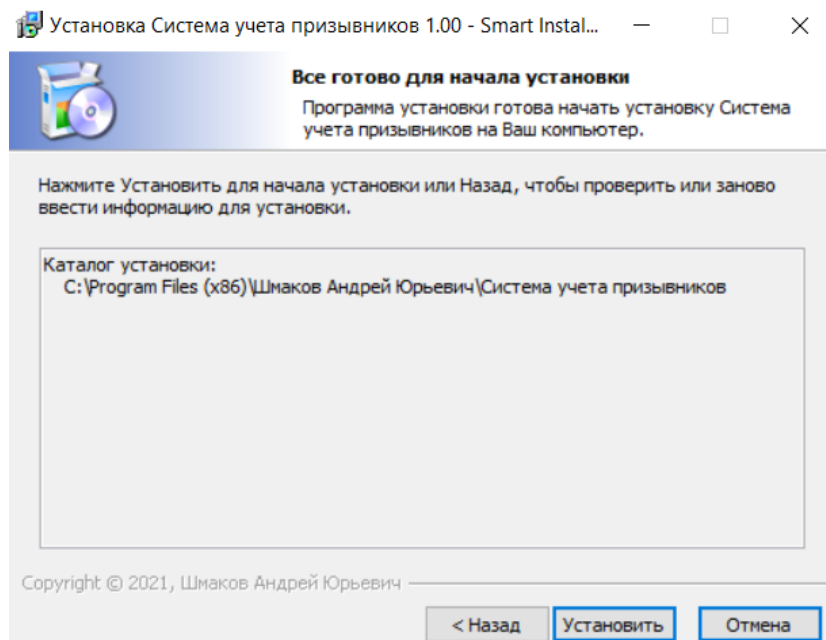 Установка Система учета призывников 1.00 - Smart Instal...
Все готово для начала установки
Программа установки готова начать установку Система
учета призывников на Ваш компьютер.
Нажмите Установить для начала установки или Назад, чтобы проверить или заново
ввести информацию для установки.
Каталог установки:
C:\Program Files (x86)\Шмаков Андрей Юрьевич\Система учета призывников
Copyright © 2021, Шмаков Андрей Юрьевич
< Назад
Установить
Отмена